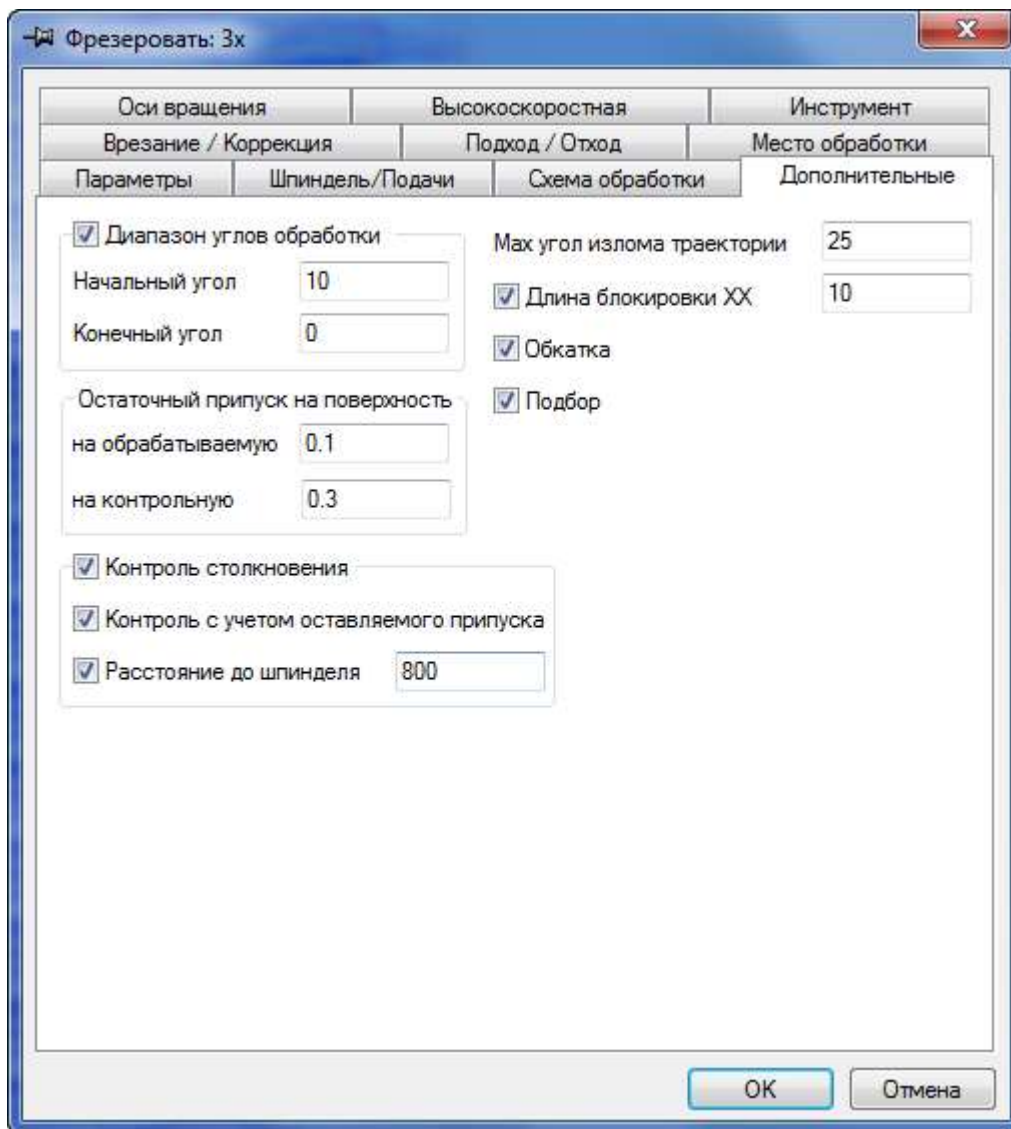 Фрезеровать: 3x
Оси вращения Высокоскоростная Инструмент
Врезание / Коррекция Подход / Отход Место обработки
Параметры Шпиндель/Подачи Схема обработки Дополнительные
Диапазон углов обработки
Начальный угол 10
Конечный угол 0
Остаточный припуск на поверхность
на обрабатываемую 0.1
на контрольную 0.3
Контроль столкновения
Контроль с учетом оставляемого припуска
Расстояние до шпинделя 800
Мах угол излома траектории 25
Длина блокировки ХХ 10
Обкатка
Подбор
OK Отмена